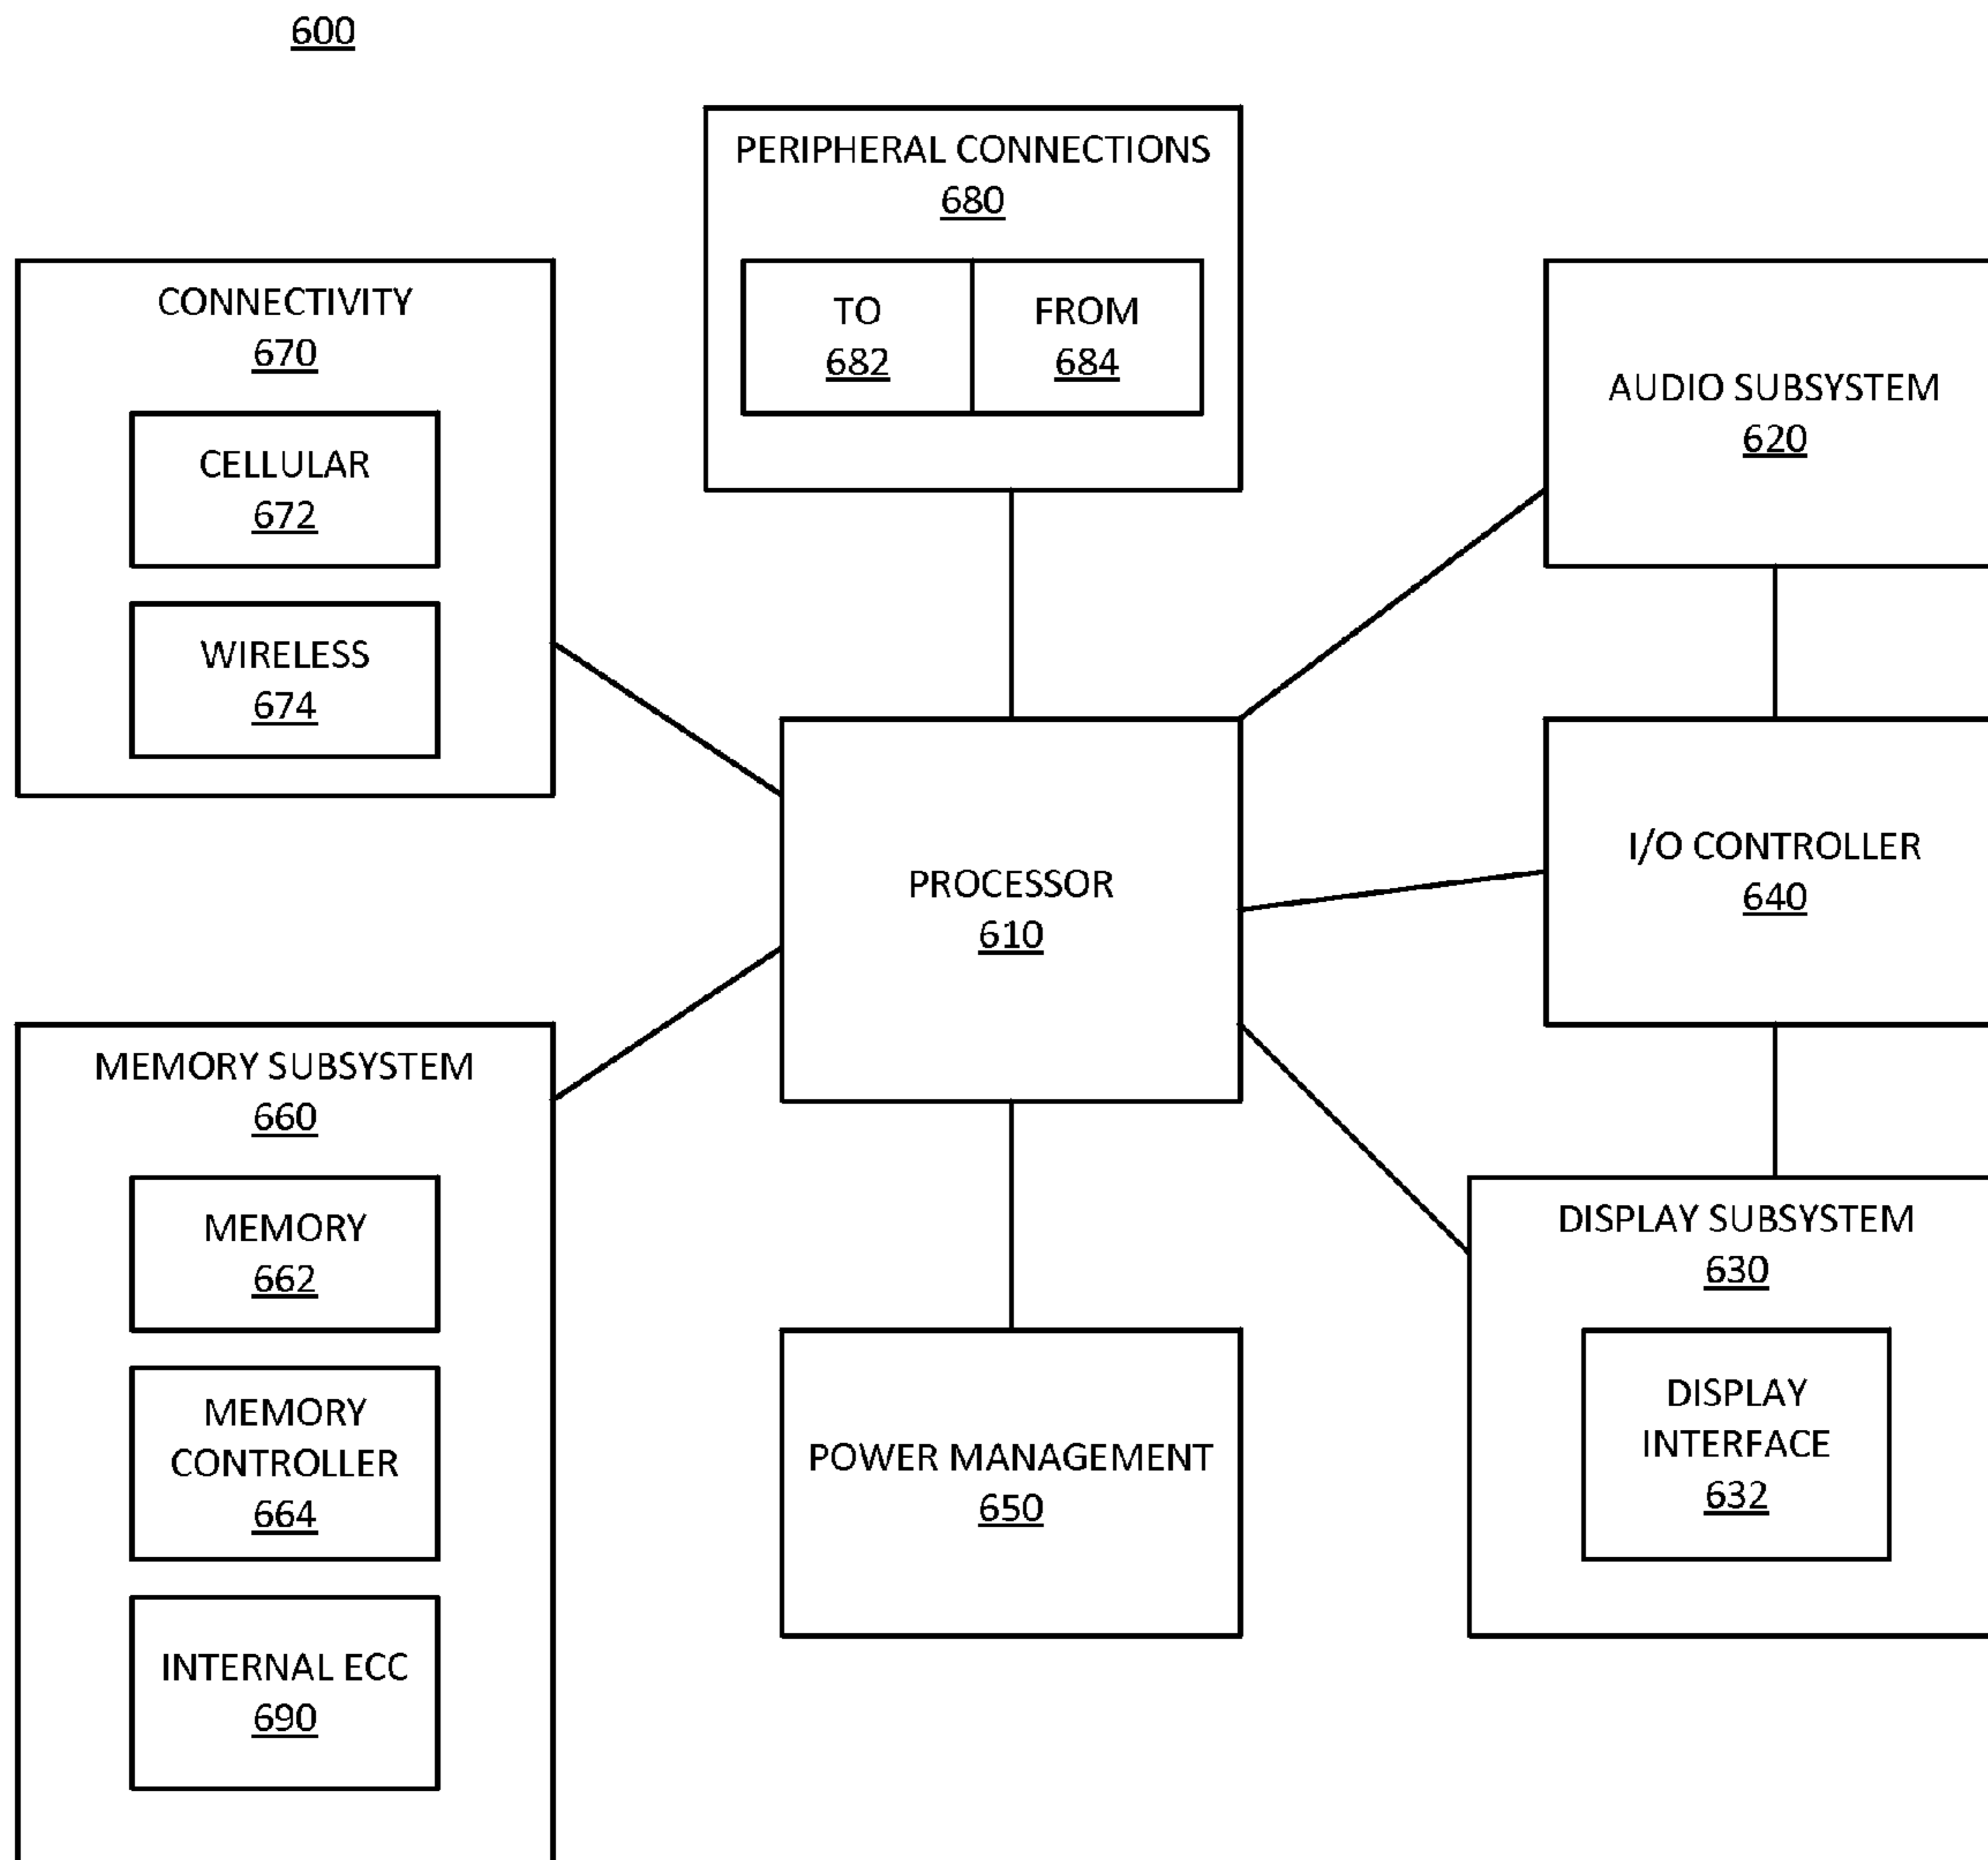 600
PERIPHERAL CONNECTIONS
680
TO
682
FROM
684
CONNECTIVITY
670
CELLULAR
672
WIRELESS
674
AUDIO SUBSYSTEM
620
PROCESSOR
610
I/O CONTROLLER
640
MEMORY SUBSYSTEM
660
MEMORY
662
MEMORY
CONTROLLER
664
INTERNAL ECC
690
POWER MANAGEMENT
650
DISPLAY SUBSYSTEM
630
DISPLAY
INTERFACE
632